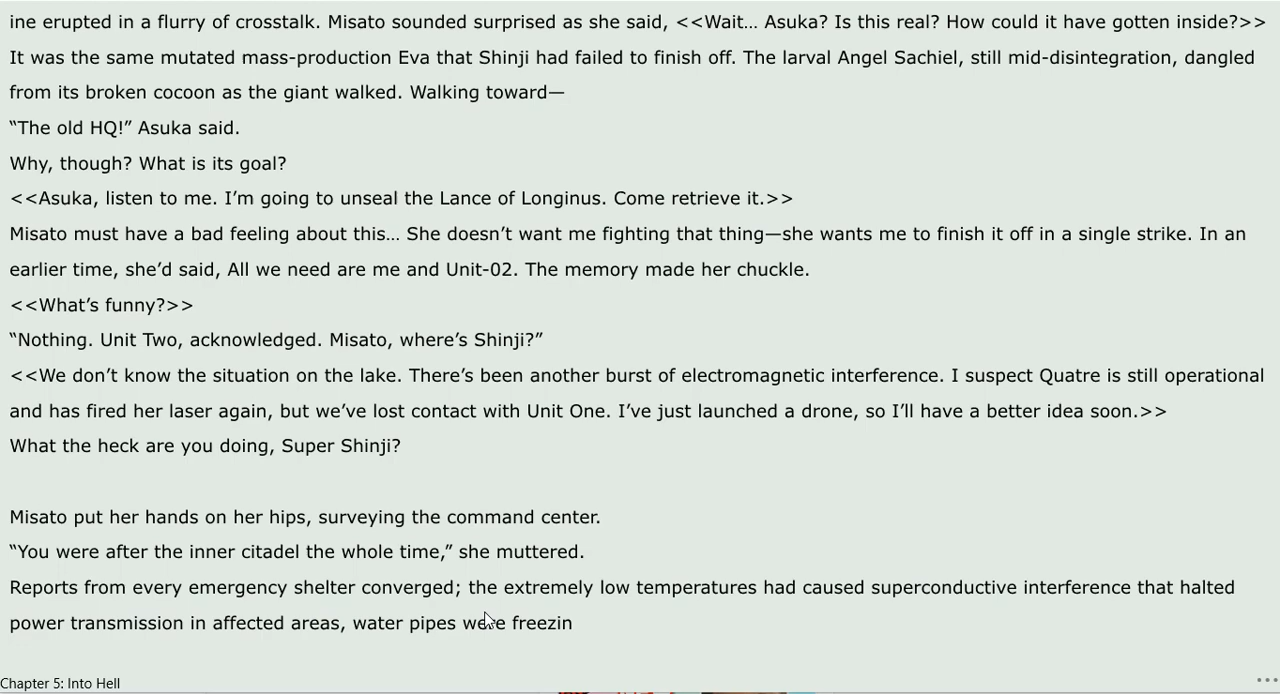 ine erupted in a flurry of crosstalk. Misato sounded surprised as she said, <<Wait… Asuka? Is this real? How could it have gotten inside?>>
It was the same mutated mass-production Eva that Shinji had failed to finish off. The larval Angel Sachiel, still mid-disintegration, dangled
from its broken cocoon as the giant walked. Walking toward—
“The old HQ!” Asuka said.
Why, though? What is its goal?
<<Asuka, listen to me. I’m going to unseal the Lance of Longinus. Come retrieve it.>>
Misato must have a bad feeling about this… She doesn’t want me fighting that thing—she wants me to finish it off in a single strike. In an
earlier time, she’d said, All we need are me and Unit-02. The memory made her chuckle.
<<What’s funny?>>
“Nothing. Unit Two, acknowledged. Misato, where’s Shinji?”
<<We don’t know the situation on the lake. There’s been another burst of electromagnetic interference. I suspect Quatre is still operational
and has fired her laser again, but we’ve lost contact with Unit One. I’ve just launched a drone, so I’ll have a better idea soon.>>
What the heck are you doing, Super Shinji?
Misato put her hands on her hips, surveying the command center.
“You were after the inner citadel the whole time,” she muttered.
Reports from every emergency shelter converged; the extremely low temperatures had caused superconductive interference that halted
power transmission in affected areas, water pipes were freezin
Chapter 5: Into Hell